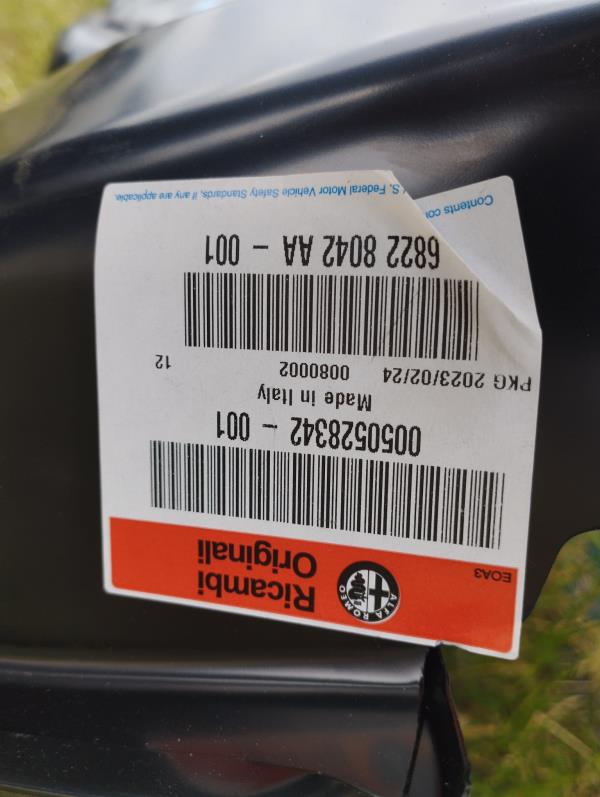 EOA3
ALFA ROMEO
Ricambi
Originali
0050528342 - 001
Made in Italy
PKG 2023/02/24 0080002 12
6822 8042 AA - 001
Contents co
S. Federal Motor Vehicle Safety Standards, if any are applicable.